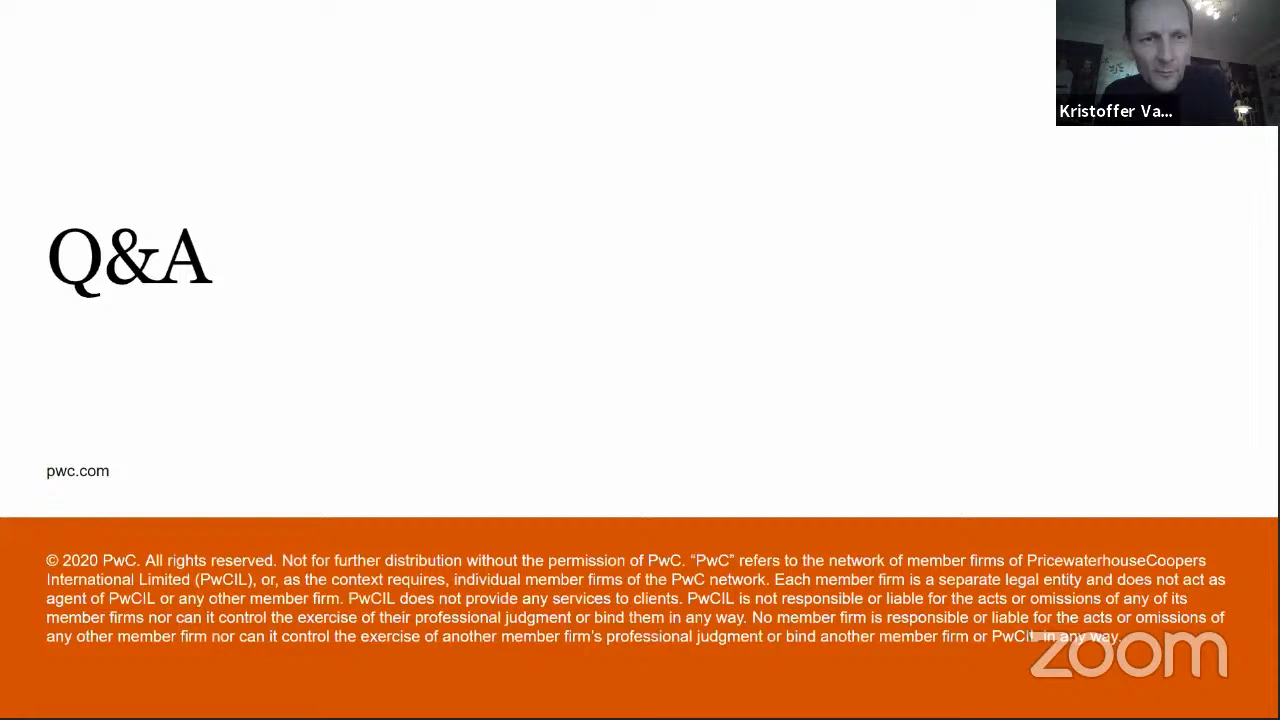 Kristoffer Va...
Q&A
pwc.com
© 2020 PwC. All rights reserved. Not for further distribution without the permission of PwC. “PwC” refers to the network of member firms of PricewaterhouseCoopers
International Limited (PwCIL), or, as the context requires, individual member firms of the PwC network. Each member firm is a separate legal entity and does not act as
agent of PwCIL or any other member firm. PwCIL does not provide any services to clients. PwCIL is not responsible or liable for the acts or omissions of any of its
member firms nor can it control the exercise of their professional judgment or bind them in any way. No member firm is responsible or liable for the acts or omissions of
any other member firm nor can it control the exercise of another member firm’s professional judgment or bind another member firm or PwCIL in any way.
zoom